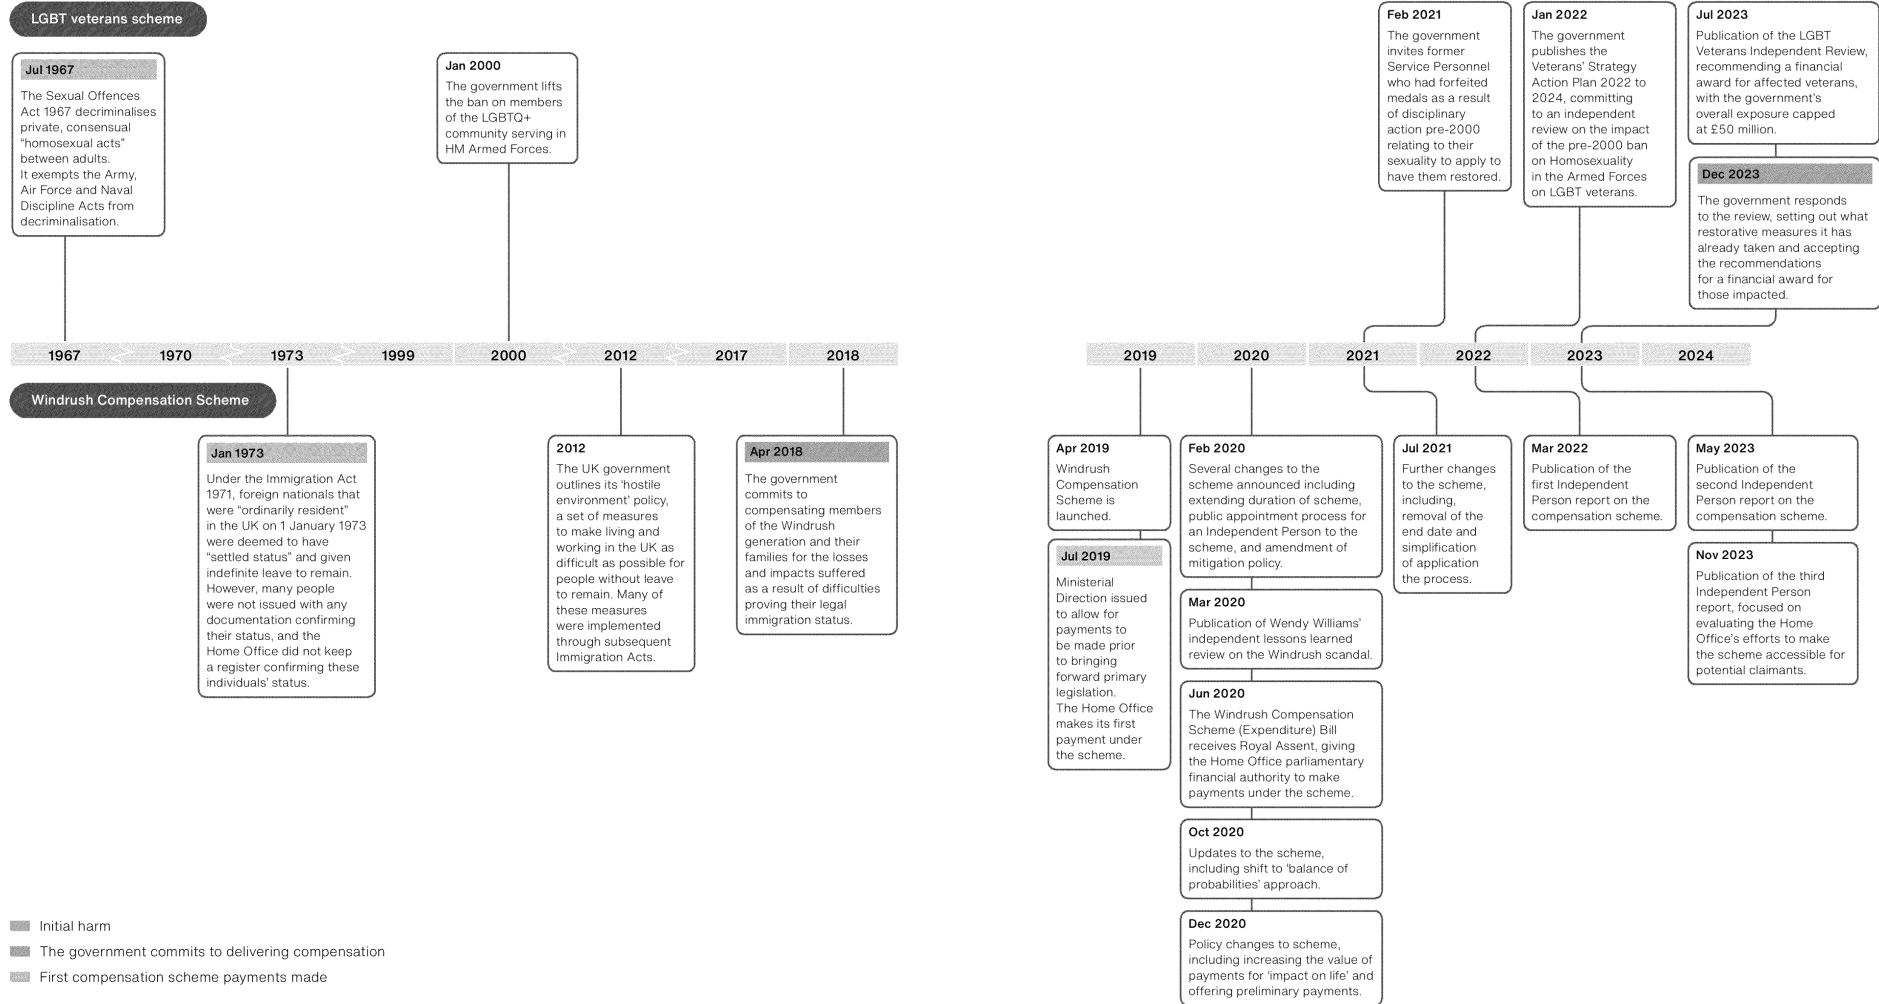 LGBT veterans scheme
Jul 1967
The Sexual Offences
Act 1967 decriminalises
private, consensual
“homosexual acts”
between adults.
It exempts the Army,
Air Force and Naval
Discipline Acts from
decriminalisation.
Jan 2000
The government lifts
the ban on members
of the LGBTQ+
community serving in
HM Armed Forces.
Feb 2021
The government
invites former
Service Personnel
who had forfeited
medals as a result
of disciplinary
action pre-2000
relating to their
sexuality to apply to
have them restored.
Jan 2022
The government
publishes the
Veterans’ Strategy
Action Plan 2022 to
2024, committing
to an independent
review on the impact
of the pre-2000 ban
on Homosexuality
in the Armed Forces
on LGBT veterans.
Jul 2023
Publication of the LGBT
Veterans Independent Review,
recommending a financial
award for affected veterans,
with the government’s
overall exposure capped
at £50 million.
Dec 2023
The government responds
to the review, setting out what
restorative measures it has
already taken and accepting
the recommendations
for a financial award for
those impacted.
1967 1970 1973 1999 2000 2012 2017 2018 2019 2020 2021 2022 2023 2024
Windrush Compensation Scheme
Jan 1973
Under the Immigration Act
1971, foreign nationals that
were “ordinarily resident”
in the UK on 1 January 1973
were deemed to have
“settled status” and given
indefinite leave to remain.
However, many people
were not issued with any
documentation confirming
their status, and the
Home Office did not keep
a register confirming these
individuals’ status.
2012
The UK government
outlines its ‘hostile
environment’ policy,
a set of measures
to make living and
working in the UK as
difficult as possible for
people without leave
to remain. Many of
these measures
were implemented
through subsequent
Immigration Acts.
Apr 2018
The government
commits to
compensating members
of the Windrush
generation and their
families for the losses
and impacts suffered
as a result of difficulties
proving their legal
immigration status.
Apr 2019
Windrush
Compensation
Scheme is
launched.
Jul 2019
Ministerial
Direction issued
to allow for
payments to
be made prior
to bringing
forward primary
legislation.
The Home Office
makes its first
payment under
the scheme.
Feb 2020
Several changes to the
scheme announced including
extending duration of scheme,
public appointment process for
an Independent Person to the
scheme, and amendment of
mitigation policy.
Mar 2020
Publication of Wendy Williams’
independent lessons learned
review on the Windrush scandal.
Jun 2020
The Windrush Compensation
Scheme (Expenditure) Bill
receives Royal Assent, giving
the Home Office parliamentary
financial authority to make
payments under the scheme.
Oct 2020
Updates to the scheme,
including shift to ‘balance of
probabilities’ approach.
Dec 2020
Policy changes to scheme,
including increasing the value of
payments for ‘impact on life’ and
offering preliminary payments.
Jul 2021
Further changes
to the scheme,
including,
removal of the
end date and
simplification
of application
the process.
Mar 2022
Publication of the
first Independent
Person report on the
compensation scheme.
May 2023
Publication of the
second Independent
Person report on the
compensation scheme.
Nov 2023
Publication of the third
Independent Person
report, focused on
evaluating the Home
Office’s efforts to make
the scheme accessible for
potential claimants.
Initial harm
The government commits to delivering compensation
First compensation scheme payments made